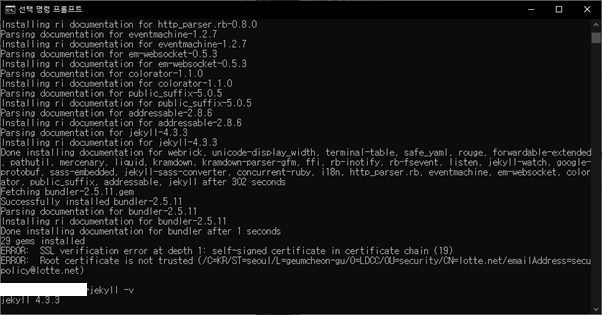 선택 명령 프롬프트
Installing ri documentation for http_parser.rb-0.8.0
Parsing documentation for eventmachine-1.2.7
Installing ri documentation for eventmachine-1.2.7
Parsing documentation for em-websocket-0.5.3
Installing ri documentation for em-websocket-0.5.3
Parsing documentation for colorator-1.1.0
Installing ri documentation for colorator-1.1.0
Parsing documentation for public_suffix-5.0.5
Installing ri documentation for public_suffix-5.0.5
Parsing documentation for addressable-2.8.6
Installing ri documentation for addressable-2.8.6
Parsing documentation for jekyll-4.3.3
Installing ri documentation for jekyll-4.3.3
Done installing documentation for webrick, unicode-display_width, terminal-table, safe_yaml, rouge, forwardable-extended
, pathutil, mercenary, liquid, kramdown, kramdown-parser-gfm, ffi, rb-inotify, rb-fsevent, listen, jekyll-watch, google-
protobuf, sass-embedded, jekyll-sass-converter, concurrent-ruby, i18n, http_parser.rb, eventmachine, em-websocket, color
ator, public_suffix, addressable, jekyll after 302 seconds
Fetching bundler-2.5.11.gem
Successfully installed bundler-2.5.11
Parsing documentation for bundler-2.5.11
Installing ri documentation for bundler-2.5.11
Done installing documentation for bundler after 1 seconds
29 gems installed
ERROR:  SSL verification error at depth 1: self-signed certificate in certificate chain (19)
ERROR:  Root certificate is not trusted (/C=KR/ST=seoul/L=geumcheon-gu/O=LDCC/OU=security/CN=lotte.net/emailAddress=secu
policy@lotte.net)
>jekyll -v
jekyll 4.3.3